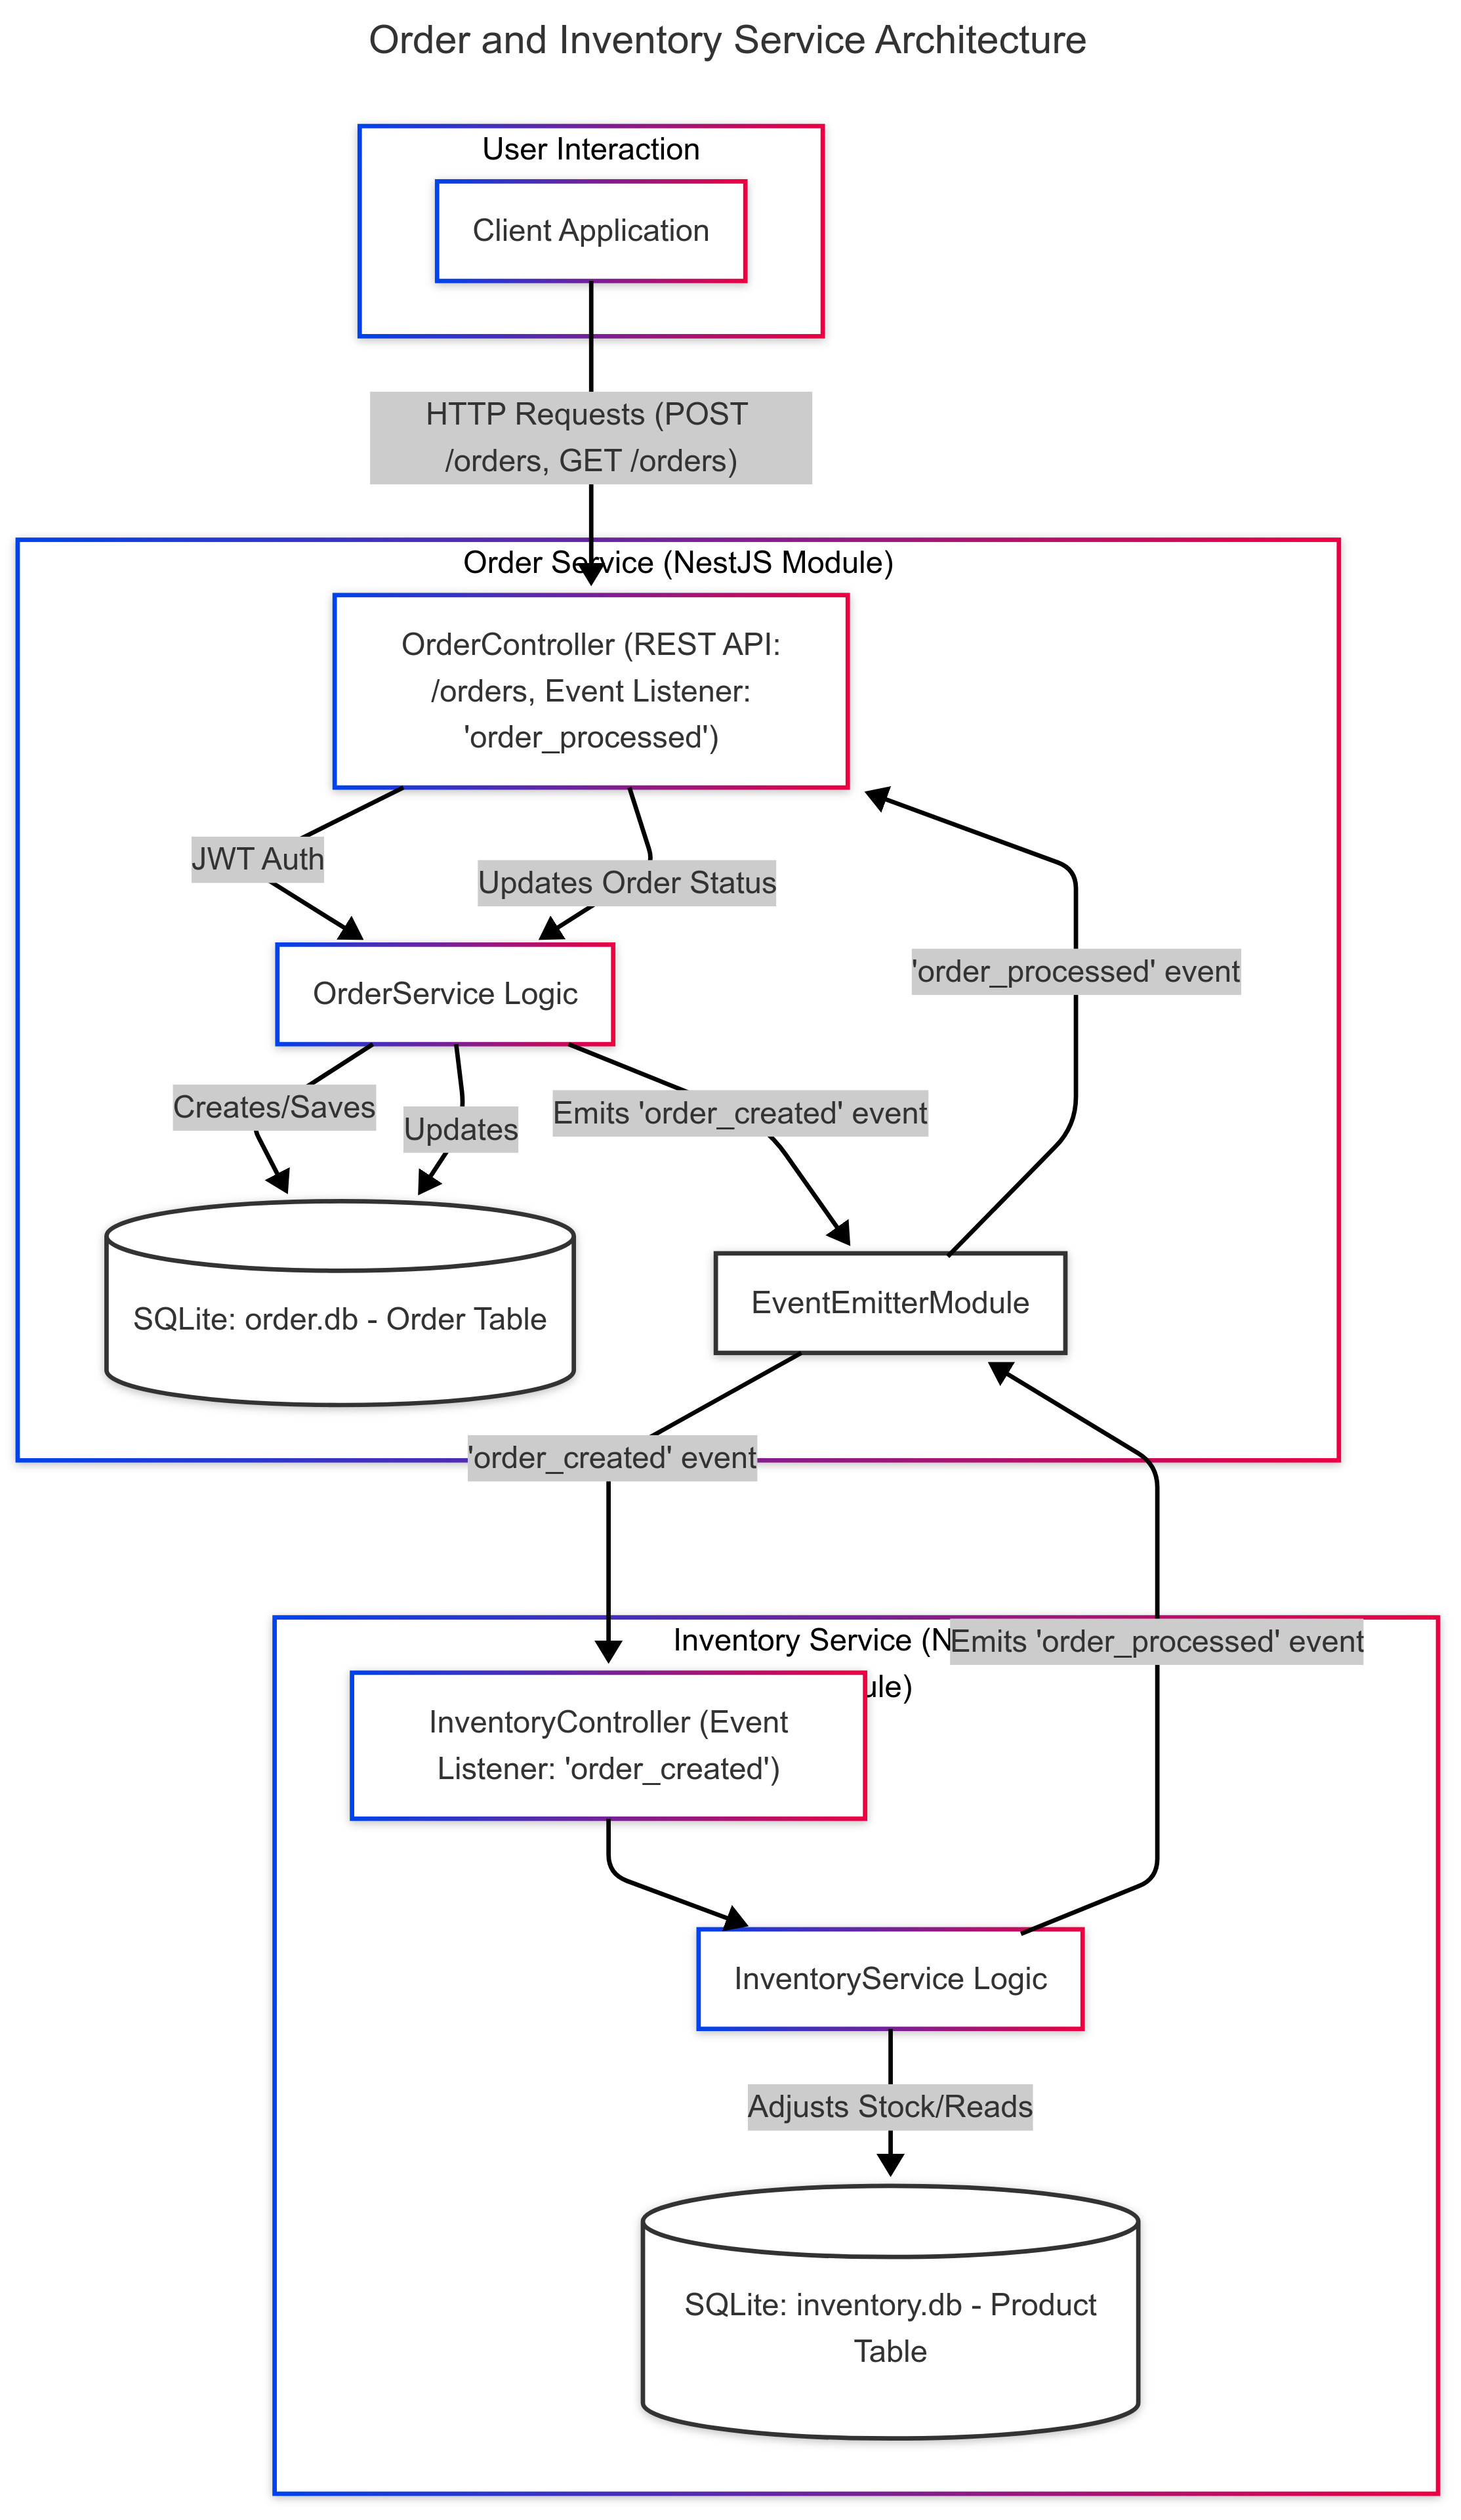 Order and Inventory Service Architecture
User Interaction
Client Application
HTTP Requests (POST
/orders, GET /orders)
Order Service (NestJS Module)
OrderController (REST API:
/orders, Event Listener:
'order_processed')
JWT Auth
Updates Order Status
'order_processed' event
OrderService Logic
Creates/Saves
Updates
Emits 'order_created' event
SQLite: order.db - Order Table
EventEmitterModule
'order_created' event
Inventory Service (N
Emits 'order_processed' event
ule)
InventoryController (Event
Listener: 'order_created')
InventoryService Logic
Adjusts Stock/Reads
SQLite: inventory.db - Product
Table